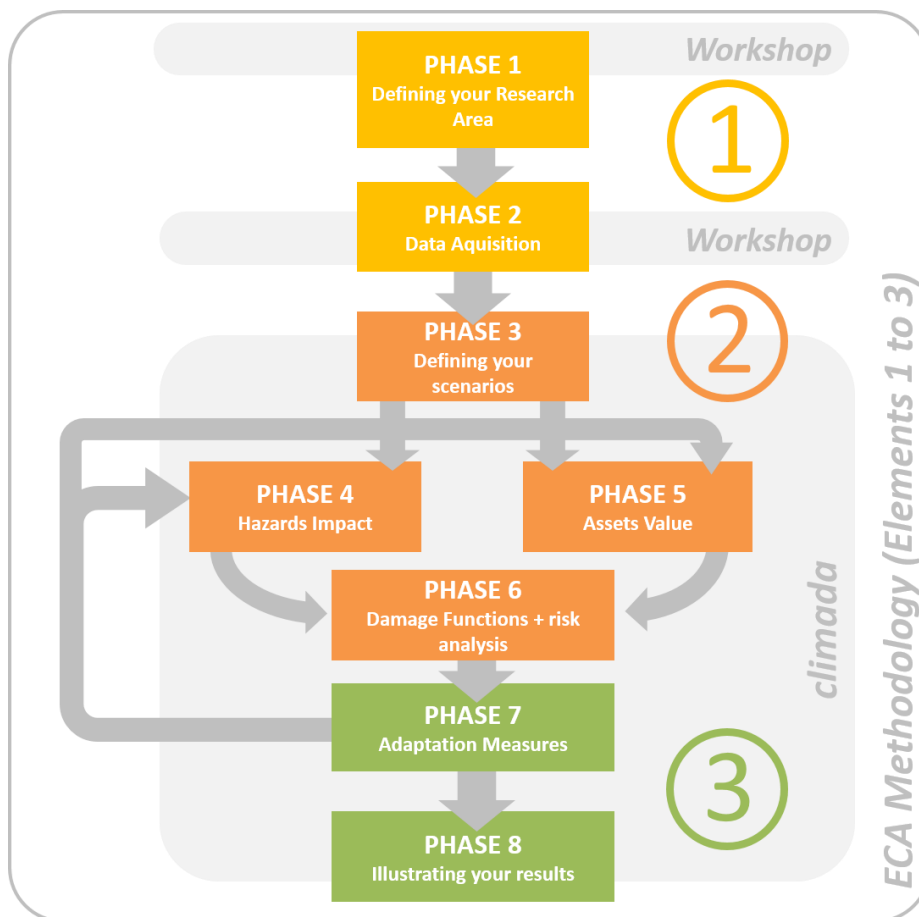 Workshop
PHASE 1
Defining your Research
Area
1
PHASE 2
Data Aquisition
Workshop
2
PHASE 3
Defining your
scenarios
PHASE 4
Hazards Impact
PHASE 5
Assets Value
PHASE 6
Damage Functions + risk
analysis
PHASE 7
Adaptation Measures
3
PHASE 8
Illustrating your results
climada
ECA Methodology (Elements 1 to 3)